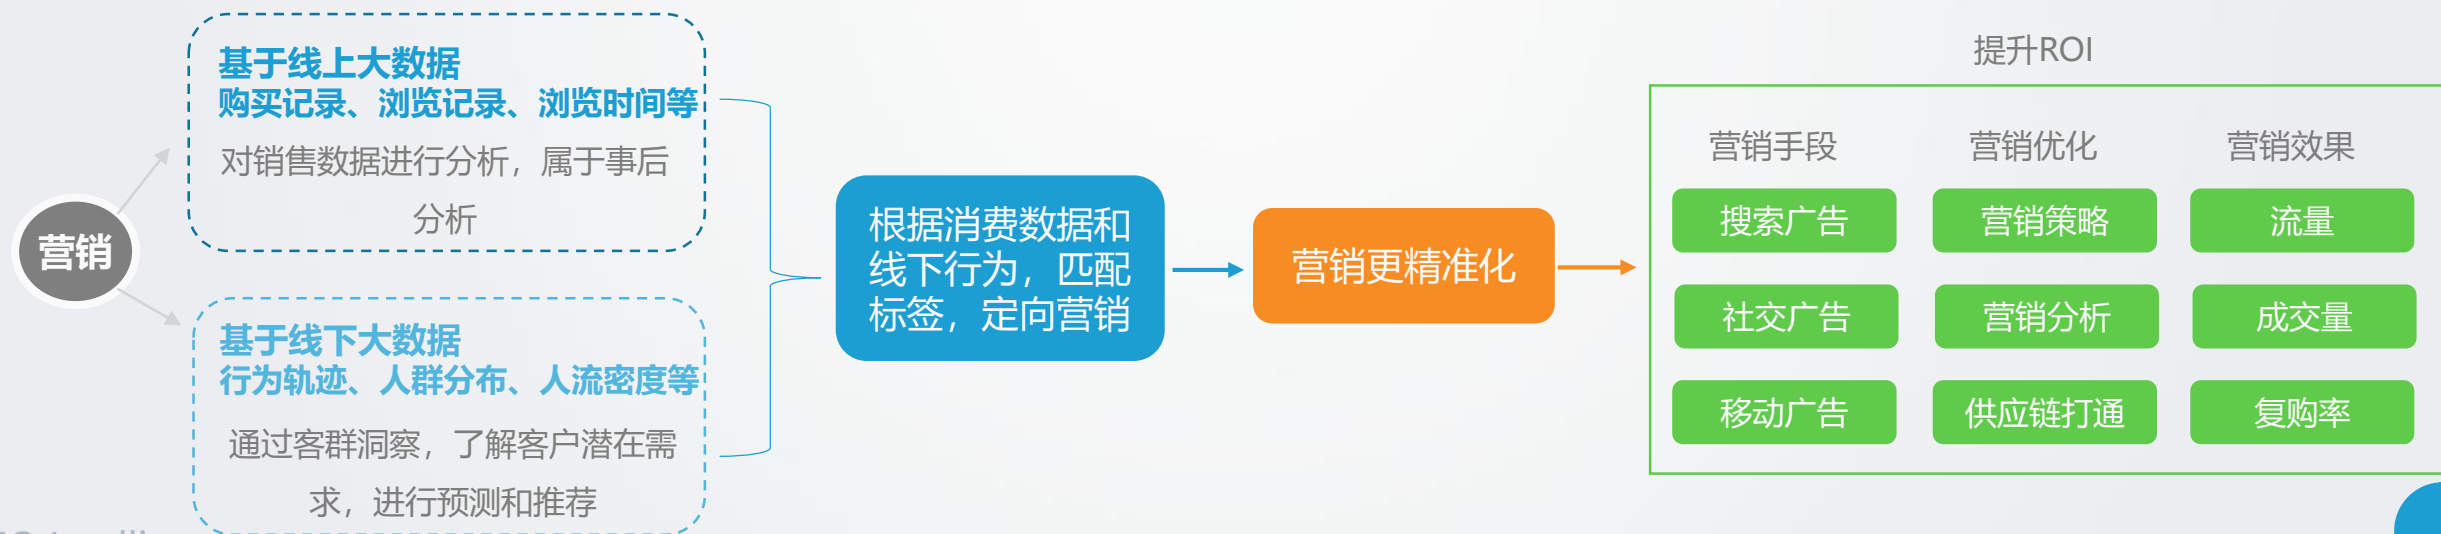 营销
基于线上大数据
购买记录、浏览记录、浏览时间等
对销售数据进行分析，属于事后
分析
基于线下大数据
行为轨迹、人群分布、人流密度等
通过客群洞察，了解客户潜在需
求，进行预测和推荐
根据消费数据和
线下行为，匹配
标签，定向营销
营销更精准化
提升ROI
营销手段
搜索广告
社交广告
移动广告
营销优化
营销策略
营销分析
供应链打通
营销效果
流量
成交量
复购率